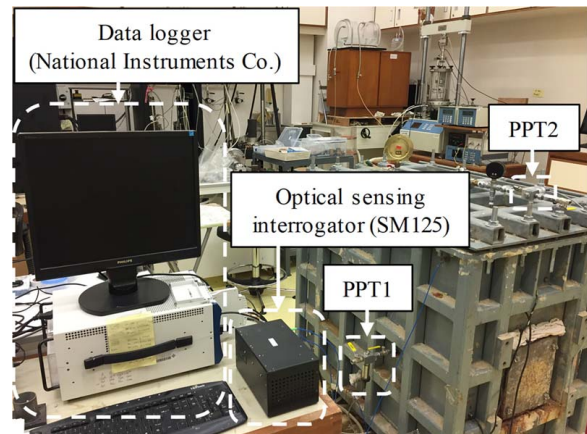 Data logger
(National Instruments Co.)
PPT2
Optical sensing
interrogator (SM125)
PPT1
PHILIPS